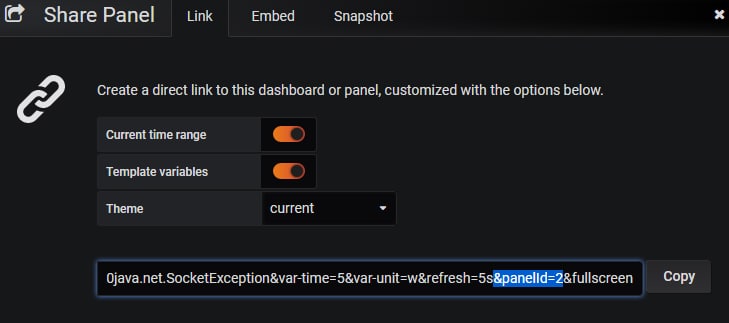 Share Panel Link Embed Snapshot
Create a direct link to this dashboard or panel, customized with the options below.
Current time range
Template variables
Theme current
0java.net.SocketException&var-time=5&var-unit=w&refresh=5s&panelId=2&fullscreen Copy